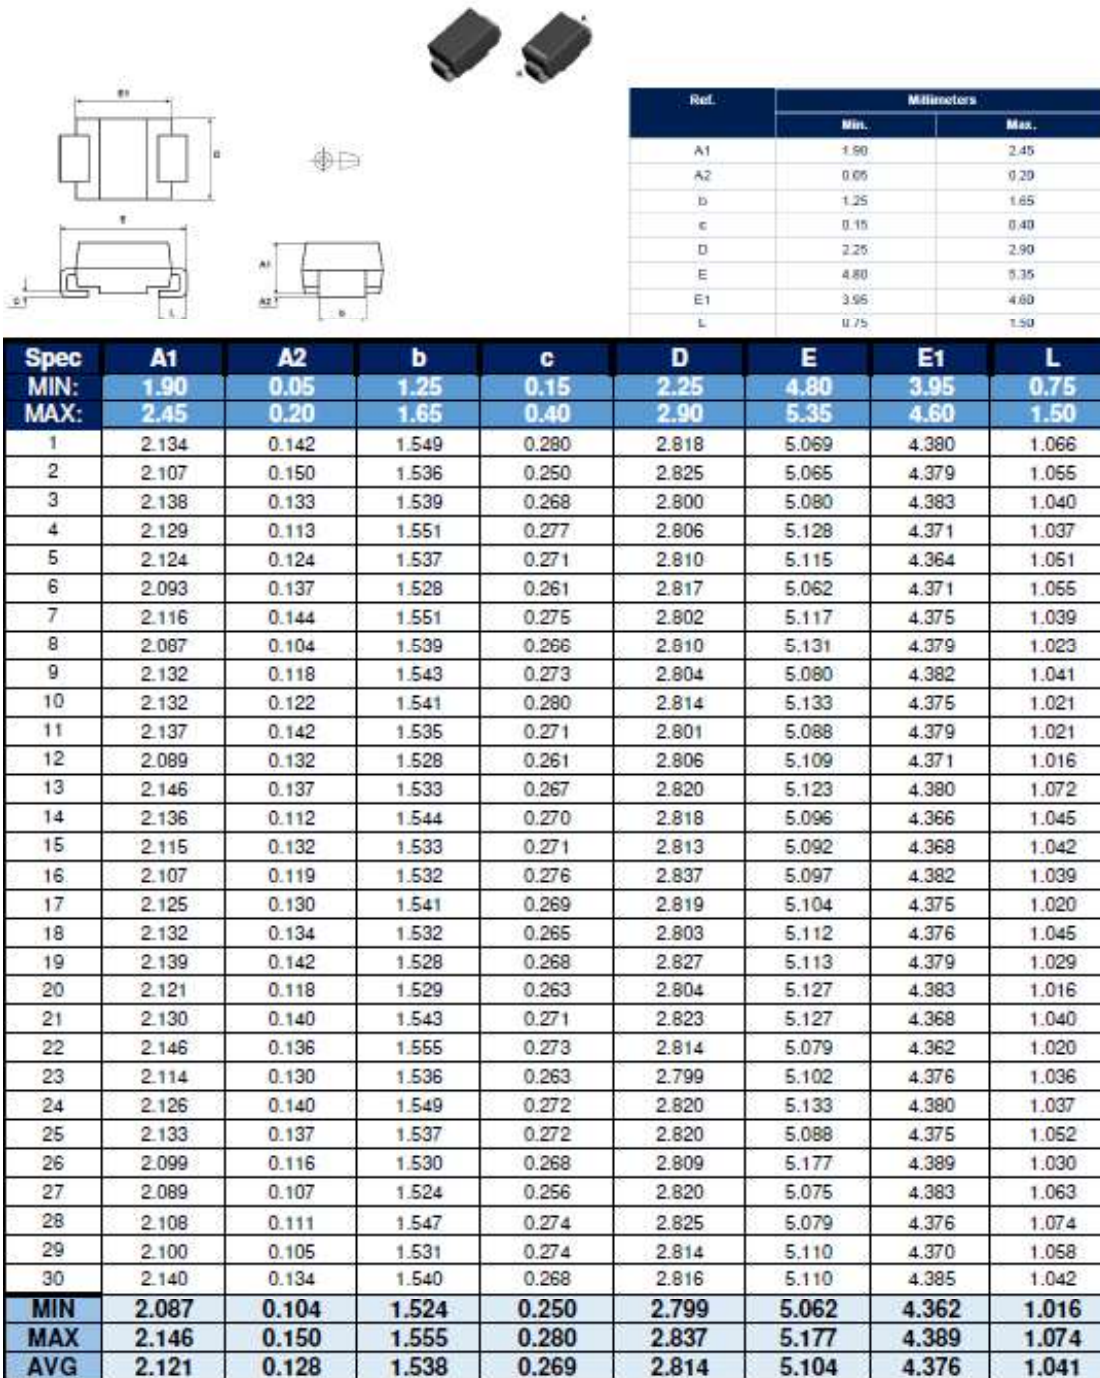 A
K
E1
D
E
A1
A2
C
L
b
Ref. Millimeters
Min. Max.
A1 1.90 2.45
A2 0.05 0.20
b 1.25 1.65
c 0.15 0.40
D 2.25 2.90
E 4.80 5.35
E1 3.95 4.60
L 0.75 1.50
Spec A1 A2 b c D E E1 L
MIN: 1.90 0.05 1.25 0.15 2.25 4.80 3.95 0.75
MAX: 2.45 0.20 1.65 0.40 2.90 5.35 4.60 1.50
1 2.134 0.142 1.549 0.280 2.818 5.069 4.380 1.066
2 2.107 0.150 1.536 0.250 2.825 5.065 4.379 1.055
3 2.138 0.133 1.539 0.268 2.800 5.080 4.383 1.040
4 2.129 0.113 1.551 0.277 2.806 5.128 4.371 1.037
5 2.124 0.124 1.537 0.271 2.810 5.115 4.364 1.051
6 2.093 0.137 1.528 0.261 2.817 5.062 4.371 1.055
7 2.116 0.144 1.551 0.275 2.802 5.117 4.375 1.039
8 2.087 0.104 1.539 0.266 2.810 5.131 4.379 1.023
9 2.132 0.118 1.543 0.273 2.804 5.080 4.382 1.041
10 2.132 0.122 1.541 0.280 2.814 5.133 4.375 1.021
11 2.137 0.142 1.535 0.271 2.801 5.088 4.379 1.021
12 2.089 0.132 1.528 0.261 2.806 5.109 4.371 1.016
13 2.146 0.137 1.533 0.267 2.820 5.123 4.380 1.072
14 2.136 0.112 1.544 0.270 2.818 5.096 4.366 1.045
15 2.115 0.132 1.533 0.271 2.813 5.092 4.368 1.042
16 2.107 0.119 1.532 0.276 2.837 5.097 4.382 1.039
17 2.125 0.130 1.541 0.269 2.819 5.104 4.375 1.020
18 2.132 0.134 1.532 0.265 2.803 5.112 4.376 1.045
19 2.139 0.142 1.528 0.268 2.827 5.113 4.379 1.029
20 2.121 0.118 1.529 0.263 2.804 5.127 4.383 1.016
21 2.130 0.140 1.543 0.271 2.823 5.127 4.368 1.040
22 2.146 0.136 1.555 0.273 2.814 5.079 4.362 1.020
23 2.114 0.130 1.536 0.263 2.799 5.102 4.376 1.036
24 2.126 0.140 1.549 0.272 2.820 5.133 4.380 1.037
25 2.133 0.137 1.537 0.272 2.820 5.088 4.375 1.052
26 2.099 0.116 1.530 0.268 2.809 5.177 4.389 1.030
27 2.089 0.107 1.524 0.256 2.820 5.075 4.383 1.063
28 2.108 0.111 1.547 0.274 2.825 5.079 4.376 1.074
29 2.100 0.105 1.531 0.274 2.814 5.110 4.370 1.058
30 2.140 0.134 1.540 0.268 2.816 5.110 4.385 1.042
MIN 2.087 0.104 1.524 0.250 2.799 5.062 4.362 1.016
MAX 2.146 0.150 1.555 0.280 2.837 5.177 4.389 1.074
AVG 2.121 0.128 1.538 0.269 2.814 5.104 4.376 1.041